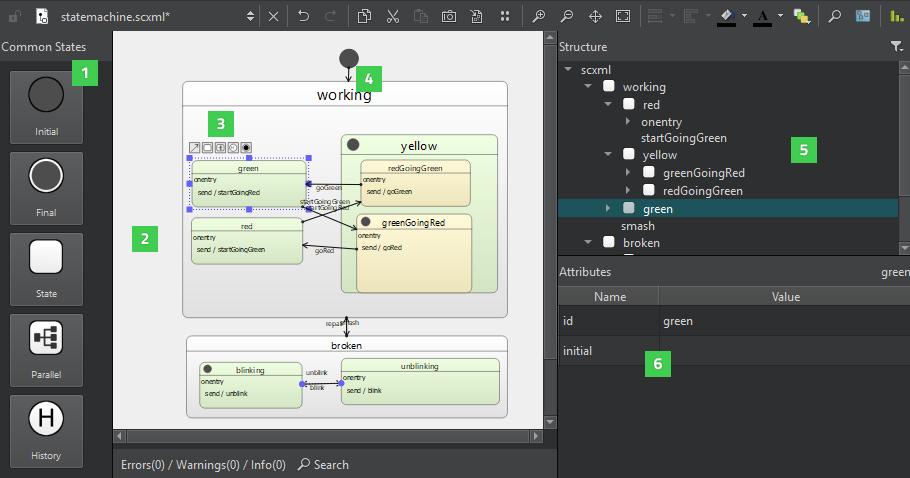 statemachine.scxml*
A
Common States
1
Initial
Final
State
Parallel
H
History
4
working
3
green
onentry
send / startGoingRed
yellow
redGoingGreen
onentry
send / goGreen
goGreen
startGoingGreen
startGoingRed
2
red
onentry
send / startGoingGreen
greenGoingRed
onentry
send / goRed
goRed
broken
blinking
onentry
send / unblink
unblink
blink
unblinking
onentry
send / blink
Errors(0) / Warnings(0) / Info(0) Search
Structure
scxml
working
red
onentry
startGoingGreen
5
yellow
greenGoingRed
redGoingGreen
green
smash
broken
Attributes green
Name Value
id green
initial
6